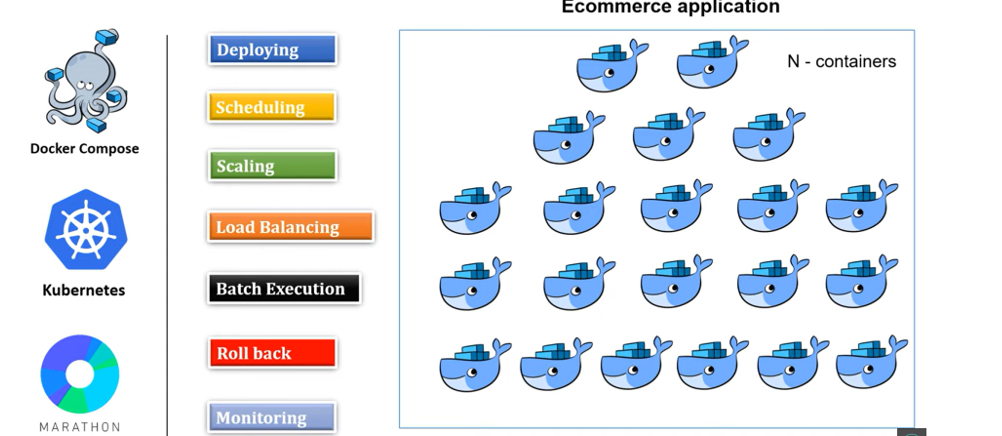 Ecommerce application
N - containers
Docker Compose
Kubernetes
MARATHON
Deploying
Scheduling
Scaling
Load Balancing
Batch Execution
Roll back
Monitoring